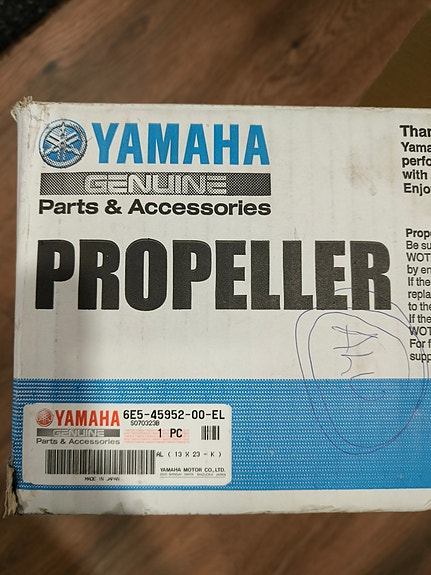 YAMAHA
GENUINE
Parts & Accessories
PROPELLER
Than
Yama
perfo
with
Enjo
Prope
Be su
WOT
by en
If the
repla
to the
If the
WOT
For f
supp
YAMAHA
GENUINE
Parts & Accessories
6E5-45952-00-EL
S070323B
1 PC
AL ( 13 X 23 - K )
MADE IN JAPAN
YAMAHA MOTOR CO.,LTD.